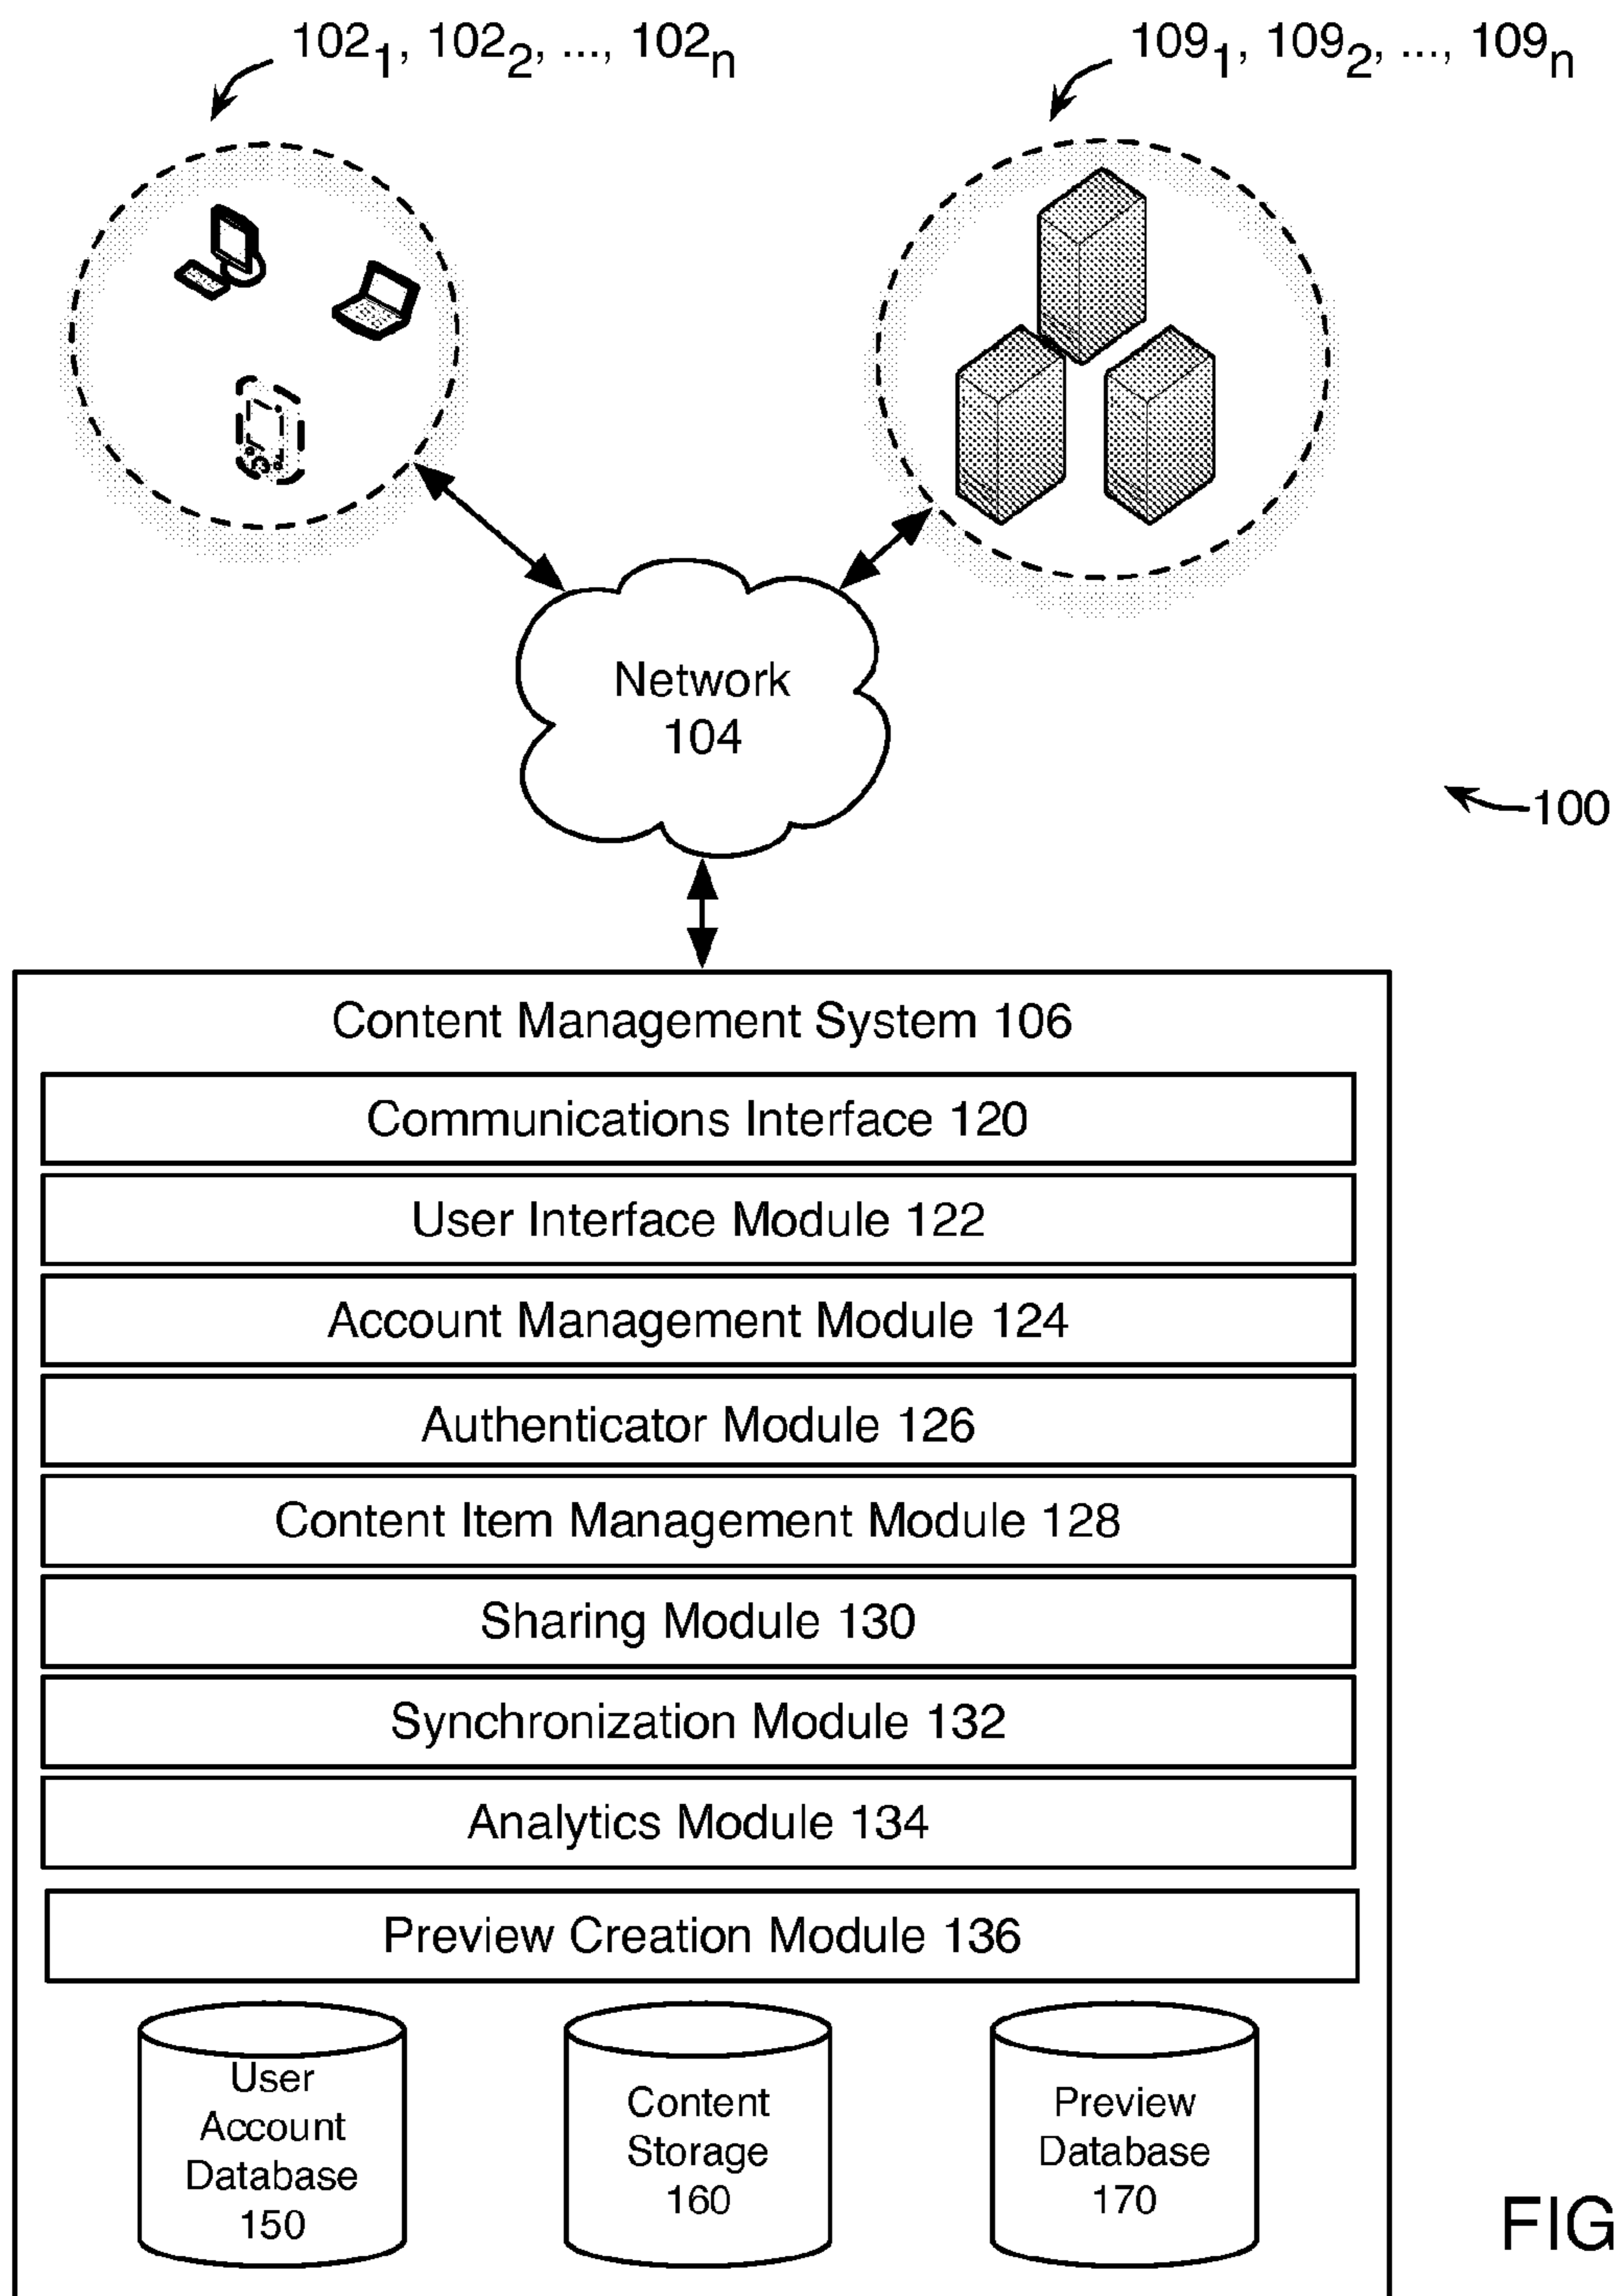 102₁, 102₂, ..., 102ₙ
109₁, 109₂, ..., 109ₙ
Network
104
100
Content Management System 106
Communications Interface 120
User Interface Module 122
Account Management Module 124
Authenticator Module 126
Content Item Management Module 128
Sharing Module 130
Synchronization Module 132
Analytics Module 134
Preview Creation Module 136
User
Account
Database
150
Content
Storage
160
Preview
Database
170
FIG